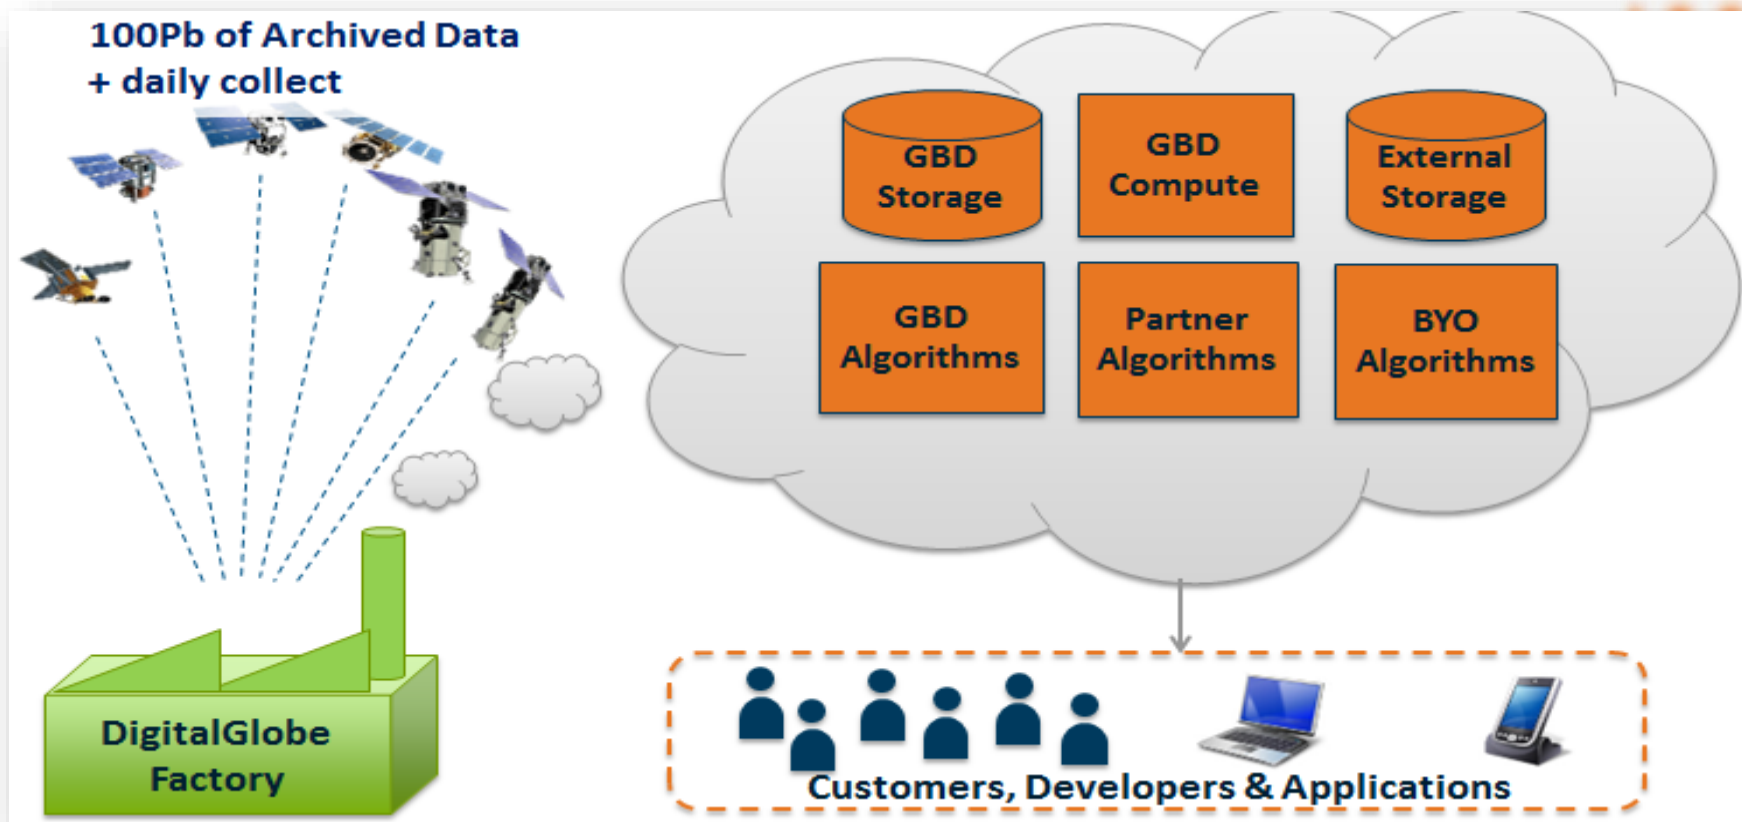 100Pb of Archived Data
+ daily collect
GBD
Storage
GBD
Compute
External
Storage
GBD
Algorithms
Partner
Algorithms
BYO
Algorithms
DigitalGlobe
Factory
Customers, Developers & Applications